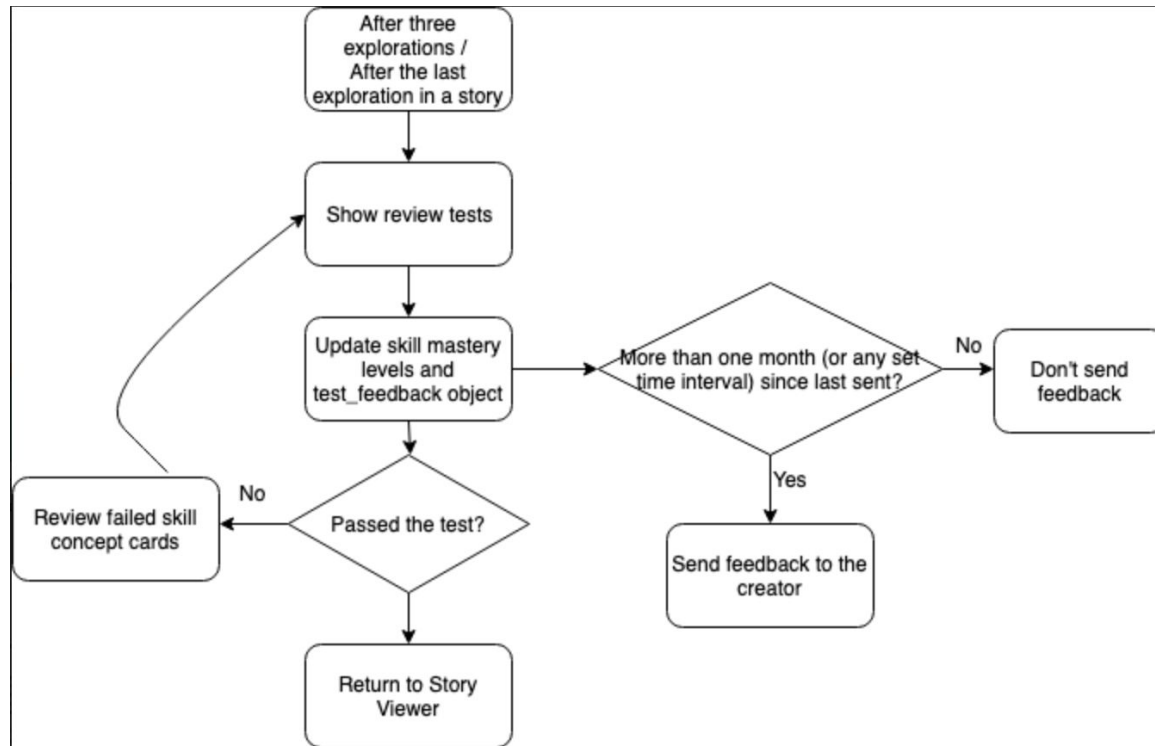 After three
explorations /
After the last
exploration in a story
Show review tests
Update skill mastery
levels and
test_feedback object
More than one month (or any set
time interval) since last sent?
No
Don't send
feedback
Yes
Send feedback to the
creator
Passed the test?
No
Review failed skill
concept cards
Return to Story
Viewer